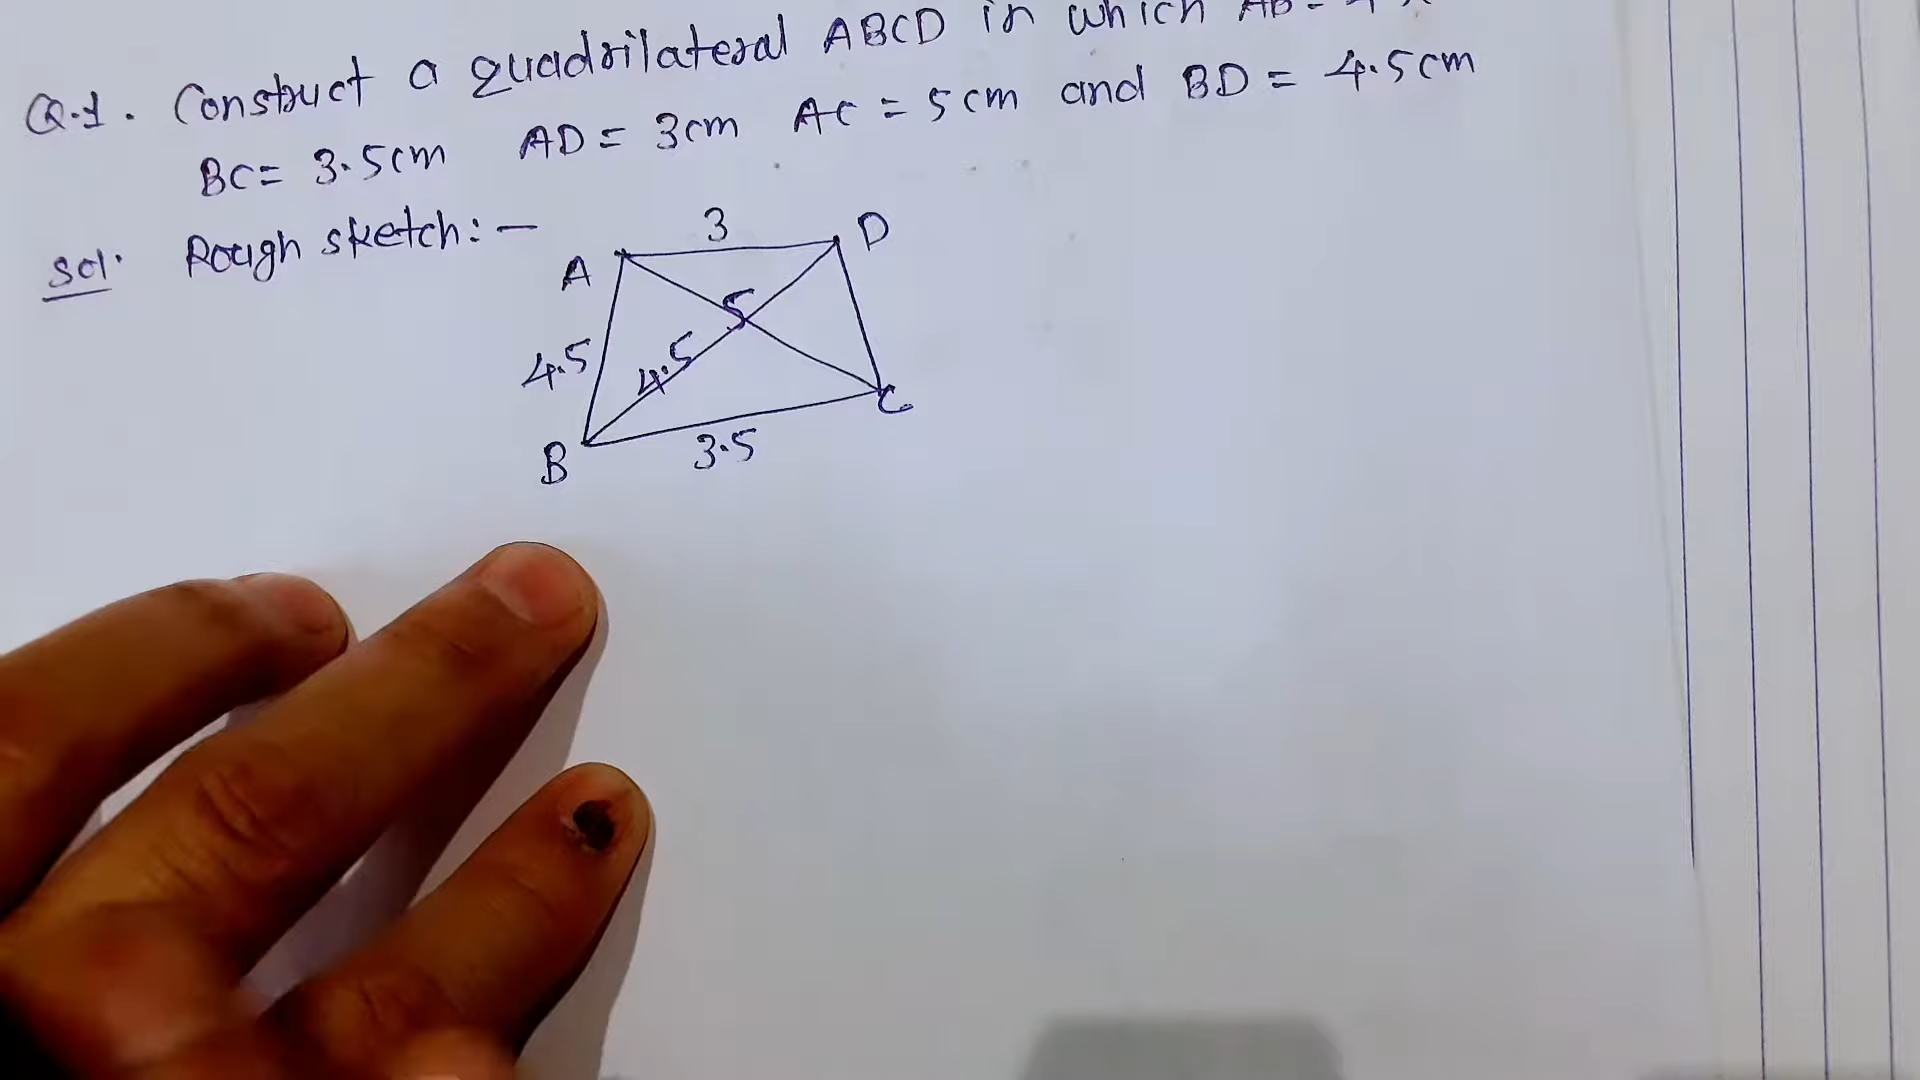 Q.1. Construct a quadrilateral ABCD in which AB =
BC = 3.5cm AD = 3cm AC = 5cm and BD = 4.5cm
Sol. Rough sketch:-
3
D
A
5
4.5
4.5
C
B
3.5